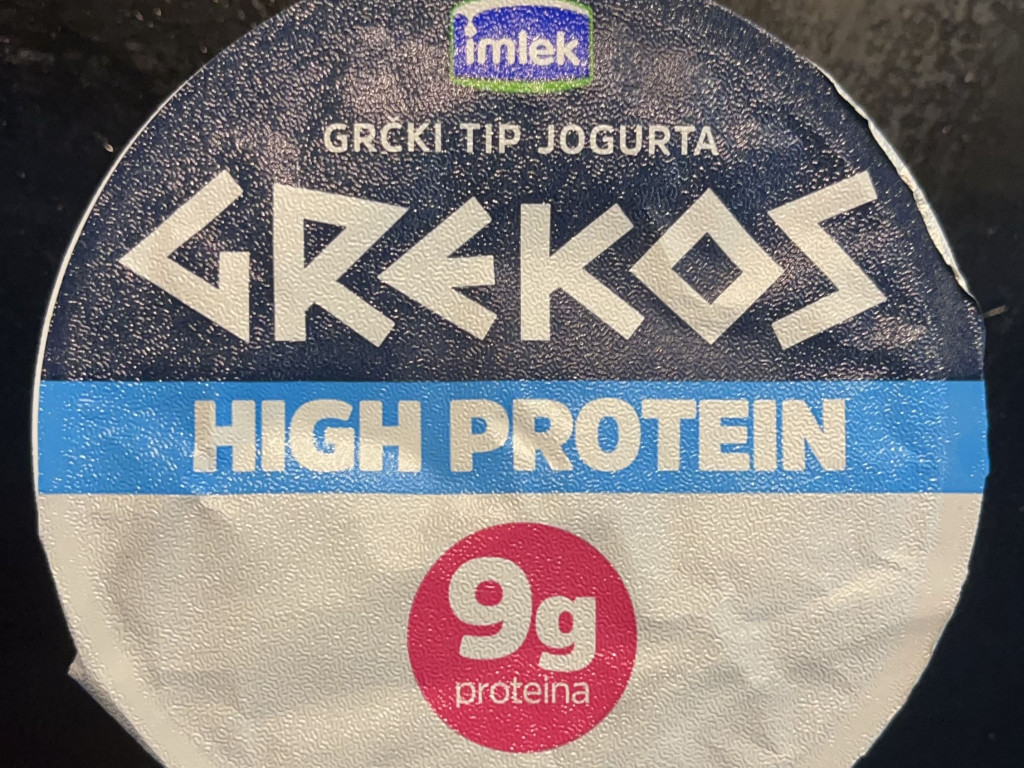 imlek
GRČKI TIP JOGURTA
GREKOS
HIGH PROTEIN
9g
proteina